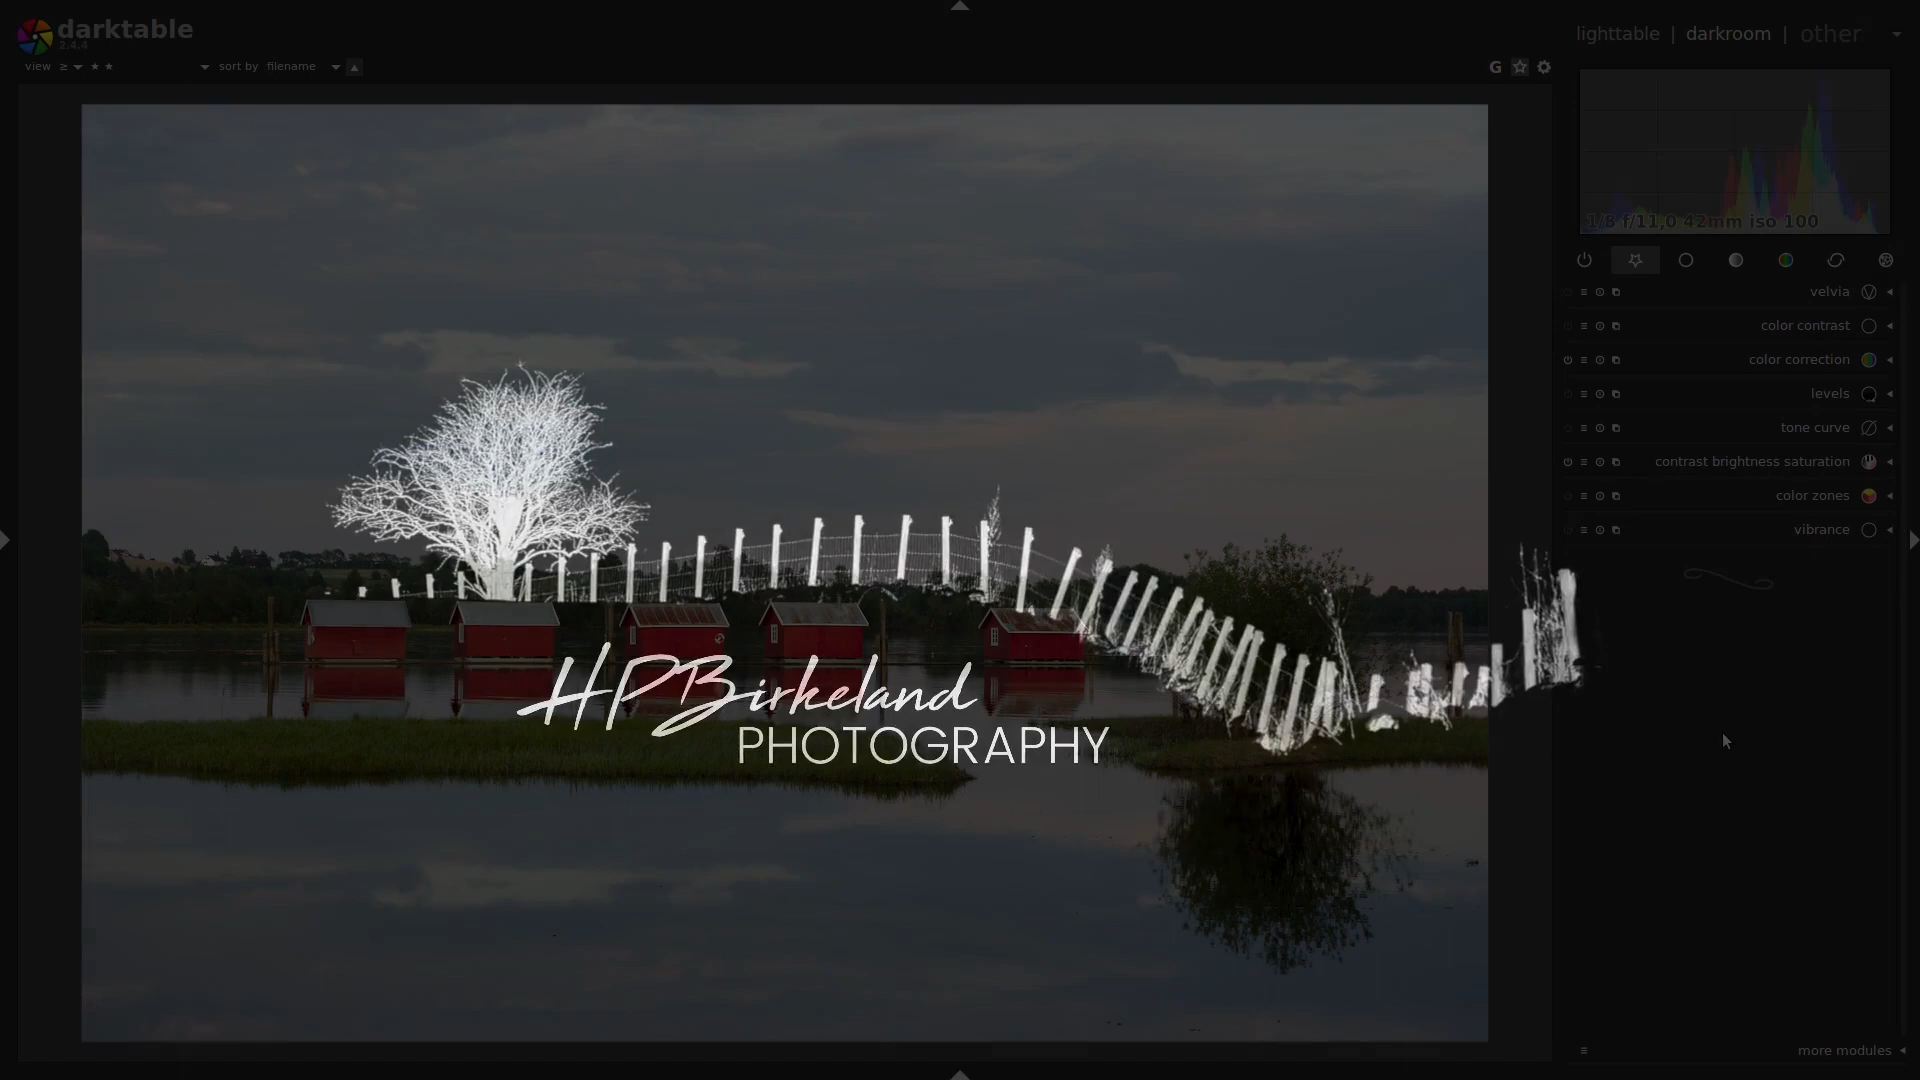 darktable
2.4.4
lighttable | darkroom | other
view ≥ ★ ★ sort by filename
G
1/8 f/11,0 42mm iso 100
velvia
color contrast
color correction
levels
tone curve
contrast brightness saturation
color zones
vibrance
HPBirkeland
PHOTOGRAPHY
more modules